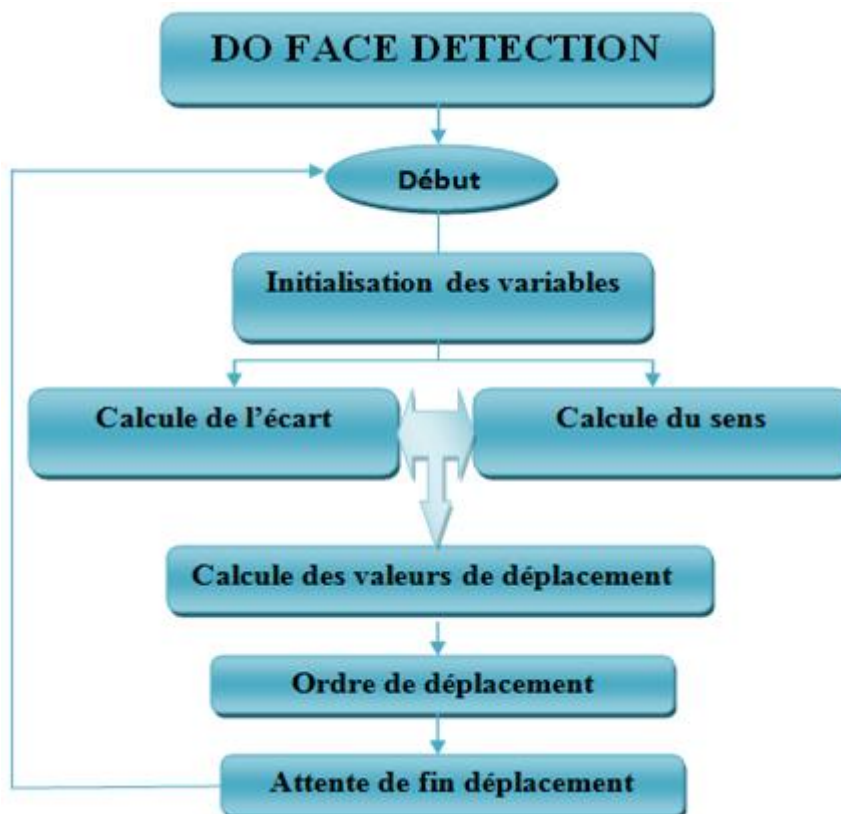 DO FACE DETECTION
Début
Initialisation des variables
Calcule de l'écart
Calcule du sens
Calcule des valeurs de déplacement
Ordre de déplacement
Attente de fin déplacement